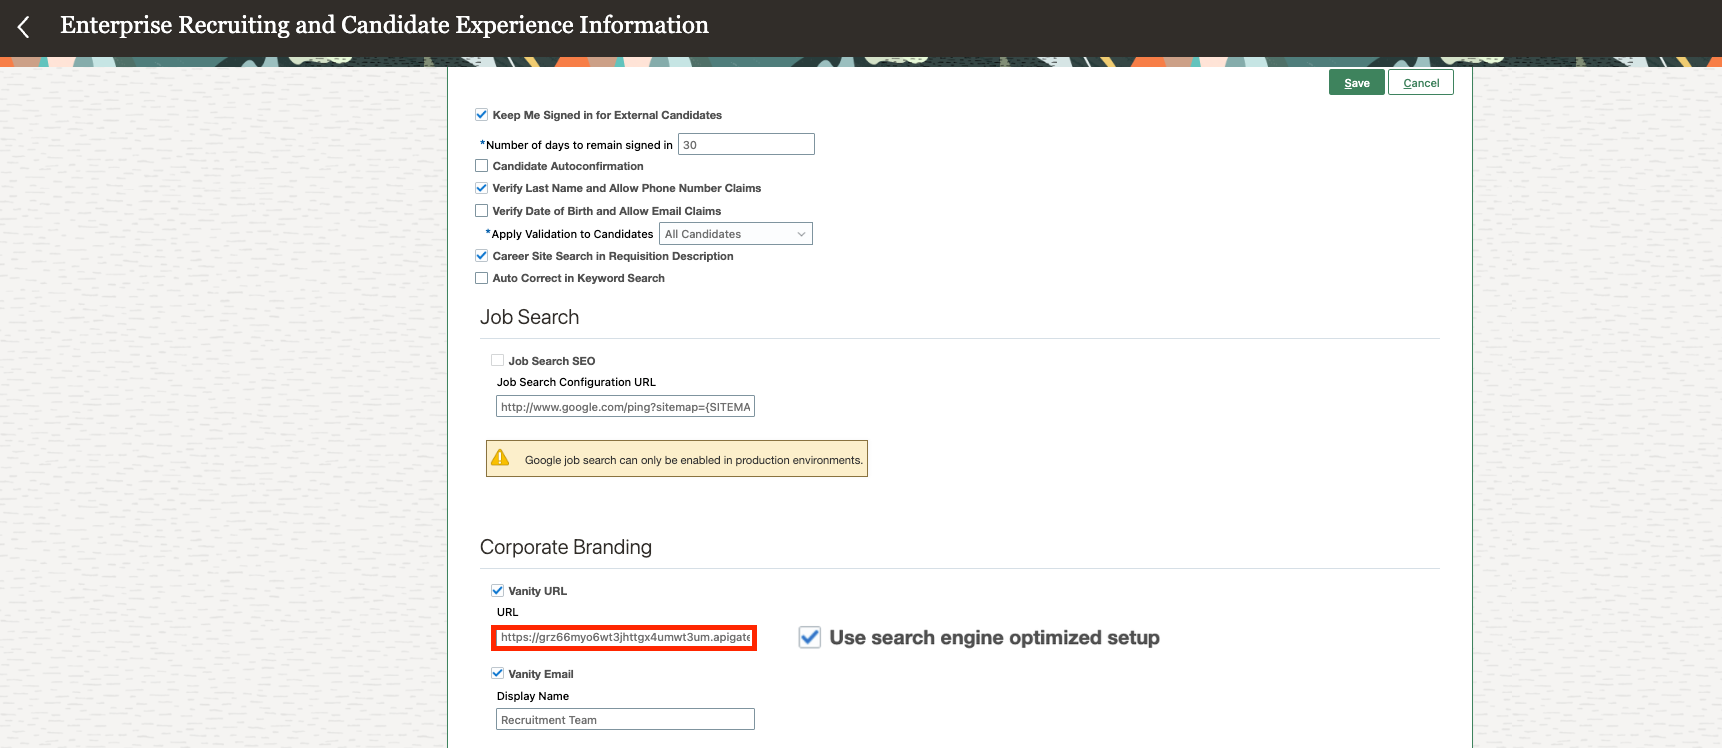 Enterprise Recruiting and Candidate Experience Information
Save Cancel
Keep Me Signed in for External Candidates
*Number of days to remain signed in 30
Candidate Autoconfirmation
Verify Last Name and Allow Phone Number Claims
Verify Date of Birth and Allow Email Claims
*Apply Validation to Candidates All Candidates
Career Site Search in Requisition Description
Auto Correct in Keyword Search
Job Search
Job Search SEO
Job Search Configuration URL
http://www.google.com/ping?sitemap={SITEMA
Google job search can only be enabled in production environments.
Corporate Branding
Vanity URL
URL
https://grz66myo6wt3jhttgx4umwt3um.apigate
Use search engine optimized setup
Vanity Email
Display Name
Recruitment Team